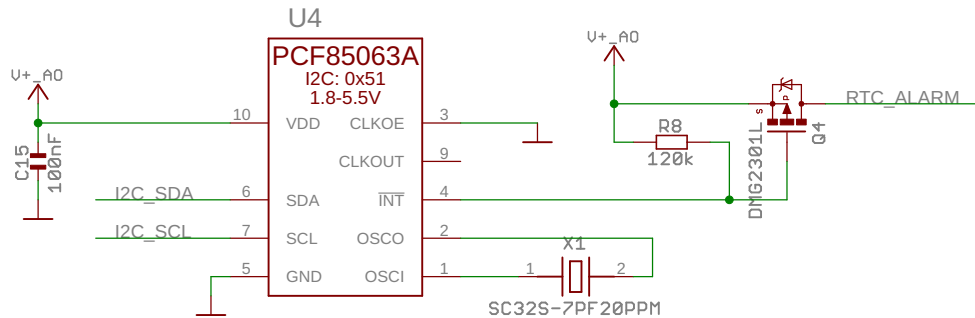 U4
PCF85063A
I2C: 0x51
1.8-5.5V
V+_AO
C15
100nF
I2C_SDA
I2C_SCL
10
VDD
6
SDA
7
SCL
5
GND
CLKOE
3
CLKOUT
9
INT
4
OSCO
2
OSCI
1
X1
1
2
SC32S-7PF20PPM
V+_AO
R8
120k
S
P
DMG2301L
Q4
RTC_ALARM